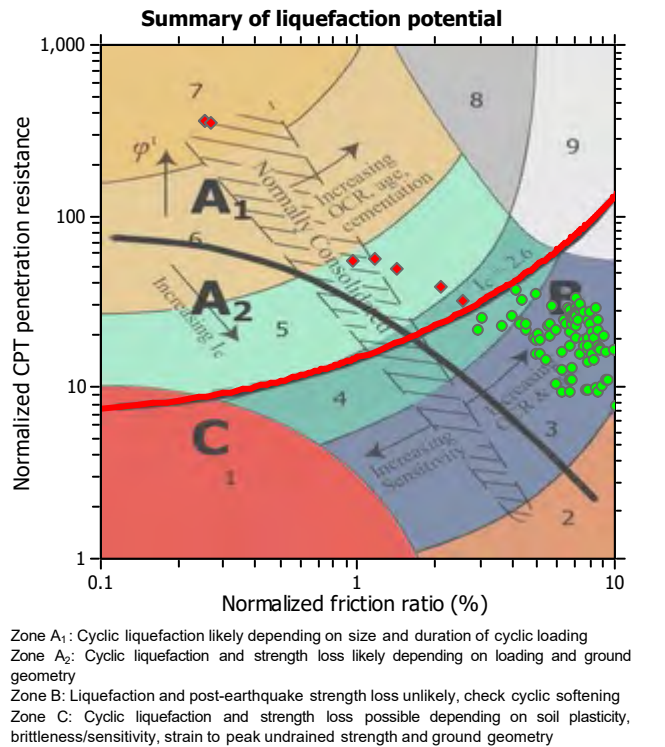 Summary of liquefaction potential
1,000
7
8
φ'
9
Increasing
OCR, age,
cementation
A1
Normally Consolidated
100
6
Ic = 2.6
A2
Increasing Ic
B
5
10
4
Increasing
OCR &
3
C
Increasing
Sensitivity
1
2
1
0.1
1
10
Normalized CPT penetration resistance
Normalized friction ratio (%)
Zone A1: Cyclic liquefaction likely depending on size and duration of cyclic loading
Zone A2: Cyclic liquefaction and strength loss likely depending on loading and ground
geometry
Zone B: Liquefaction and post-earthquake strength loss unlikely, check cyclic softening
Zone C: Cyclic liquefaction and strength loss possible depending on soil plasticity,
brittleness/sensitivity, strain to peak undrained strength and ground geometry